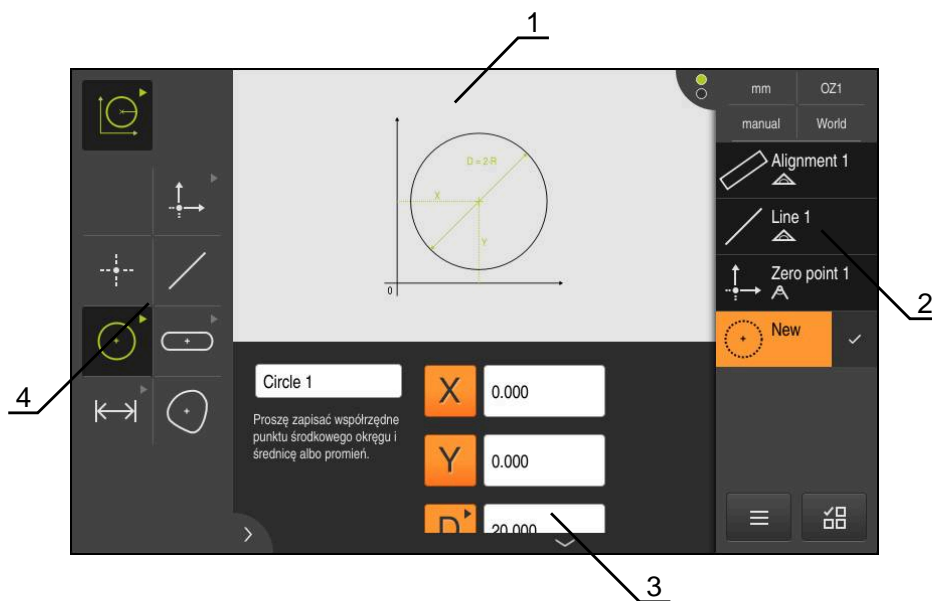 1
mm
OZ1
manual
World
D = 2·R
X
Y
0
Alignment 1
Line 1
Zero point 1
New
2
4
Circle 1
Proszę zapisać współrzędne
punktu środkowego okręgu i
średnicę albo promień.
X
0.000
Y
0.000
D
20.000
3